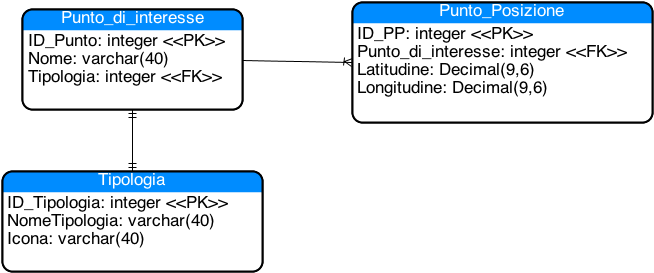 Punto_di_interesse
ID_Punto: integer <<PK>>
Nome: varchar(40)
Tipologia: integer <<FK>>
Punto_Posizione
ID_PP: integer <<PK>>
Punto_di_interesse: integer <<FK>>
Latitudine: Decimal(9,6)
Longitudine: Decimal(9,6)
Tipologia
ID_Tipologia: integer <<PK>>
NomeTipologia: varchar(40)
Icona: varchar(40)